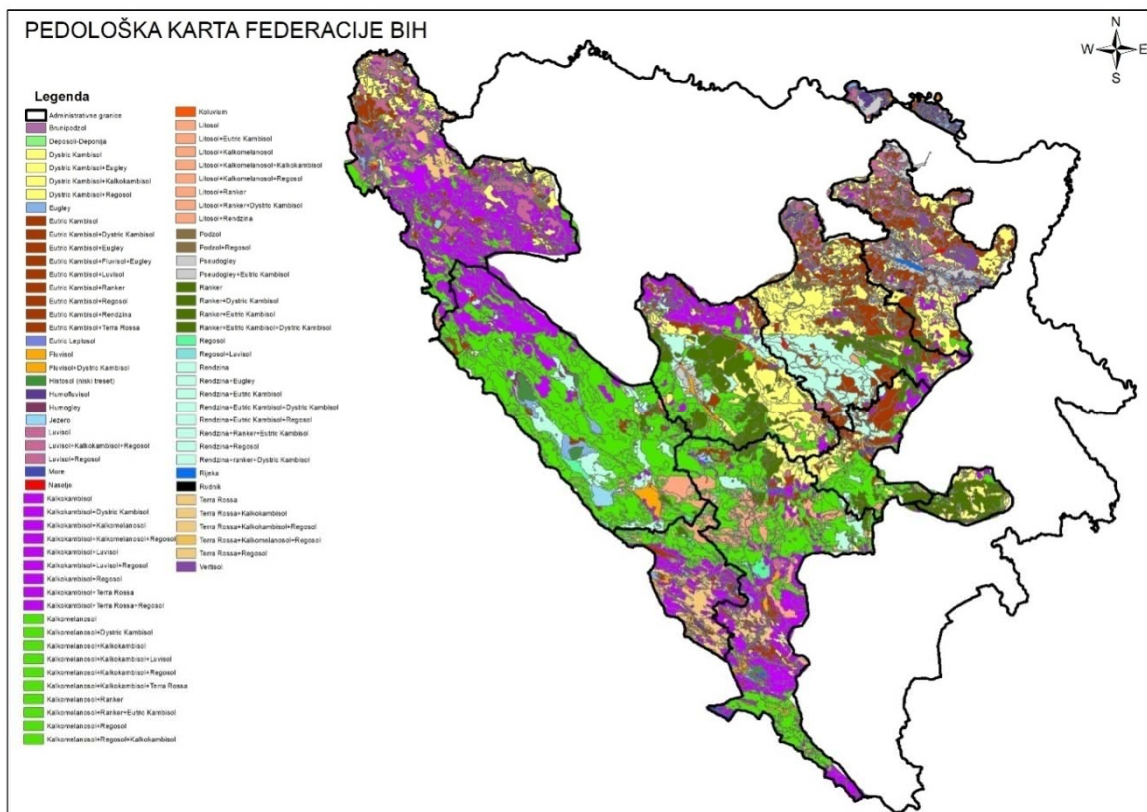 PEDOLOŠKA KARTA FEDERACIJE BIH
N
W E
S
Legenda
Administrativne granice
Brunipodzol
Deposoli-Deponija
Dystric Kambisol
Dystric Kambisol+Eugley
Dystric Kambisol+Kalkokambisol
Dystric Kambisol+Regosol
Eugley
Eutric Kambisol
Eutric Kambisol+Dystric Kambisol
Eutric Kambisol+Eugley
Eutric Kambisol+Fluvisol+Eugley
Eutric Kambisol+Luvisol
Eutric Kambisol+Ranker
Eutric Kambisol+Regosol
Eutric Kambisol+Rendzina
Eutric Kambisol+Terra Rossa
Eutric Leptosol
Fluvisol
Fluvisol+Dystric Kambisol
Histosol (niski treset)
Humofluvisol
Humogley
Jezero
Luvisol
Luvisol+Kalkokambisol+Regosol
Luvisol+Regosol
More
Naselje
Kalkokambisol
Kalkokambisol+Dystric Kambisol
Kalkokambisol+Kalkomelanosol
Kalkokambisol+Kalkomelanosol+Regosol
Kalkokambisol+Luvisol
Kalkokambisol+Luvisol+Regosol
Kalkokambisol+Regosol
Kalkokambisol+Terra Rossa
Kalkokambisol+Terra Rossa+Regosol
Kalkomelanosol
Kalkomelanosol+Dystric Kambisol
Kalkomelanosol+Kalkokambisol
Kalkomelanosol+Kalkokambisol+Luvisol
Kalkomelanosol+Kalkokambisol+Regosol
Kalkomelanosol+Kalkokambisol+Terra Rossa
Kalkomelanosol+Ranker
Kalkomelanosol+Ranker+Eutric Kambisol
Kalkomelanosol+Regosol
Kalkomelanosol+Regosol+Kalkokambisol
Koluvium
Litosol
Litosol+Eutric Kambisol
Litosol+Kalkomelanosol
Litosol+Kalkomelanosol+Kalkokambisol
Litosol+Kalkomelanosol+Regosol
Litosol+Ranker
Litosol+Ranker+Dystric Kambisol
Litosol+Rendzina
Podzol
Podzol+Regosol
Pseudogley
Pseudogley+Eutric Kambisol
Ranker
Ranker+Dystric Kambisol
Ranker+Eutric Kambisol
Ranker+Eutric Kambisol+Dystric Kambisol
Regosol
Regosol+Luvisol
Rendzina
Rendzina+Eugley
Rendzina+Eutric Kambisol
Rendzina+Eutric Kambisol+Dystric Kambisol
Rendzina+Eutric Kambisol+Regosol
Rendzina+Ranker+Eutric Kambisol
Rendzina+Regosol
Rendzina+ranker+Dystric Kambisol
Rijeka
Rudnik
Terra Rossa
Terra Rossa+Kalkokambisol
Terra Rossa+Kalkokambisol+Regosol
Terra Rossa+Kalkomelanosol+Regosol
Terra Rossa+Regosol
Vertisol